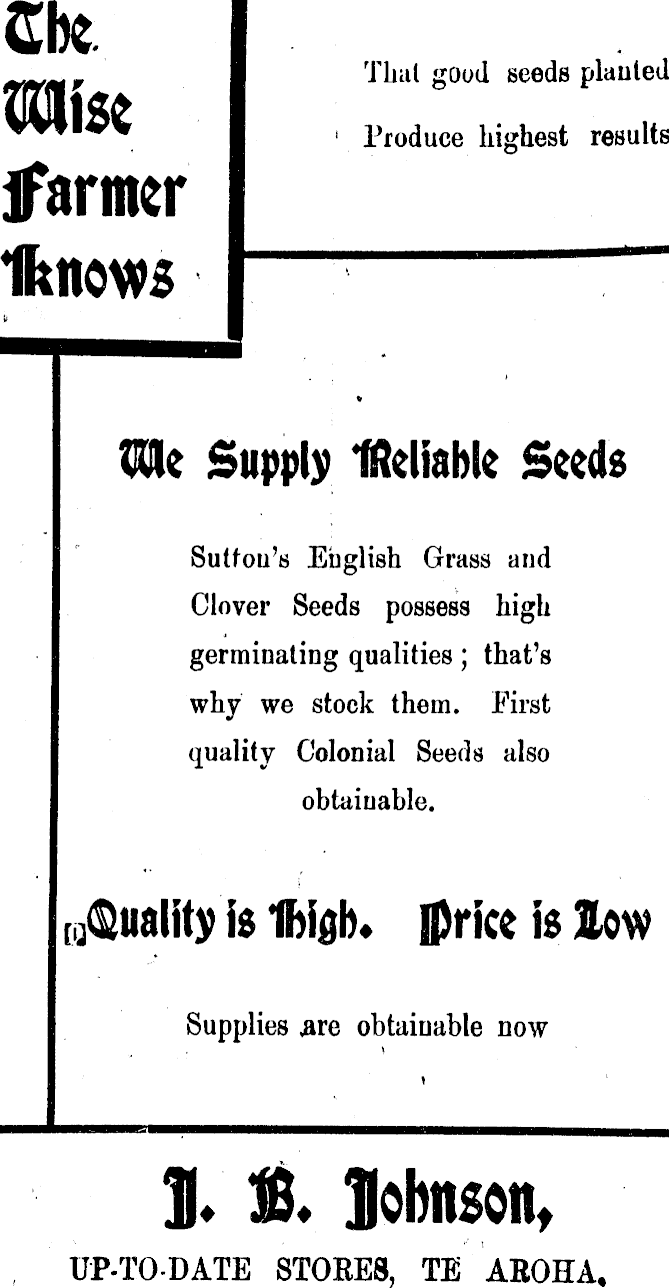 The
Wise
Farmer
Knows
That good seeds planted
Produce highest results
We Supply Reliable Seeds
Sutton's English Grass and
Clover Seeds possess high
germinating qualities; that's
why we stock them. First
quality Colonial Seeds also
obtainable.
Quality is High. Price is Low
Supplies are obtainable now
J. B. Johnson,
UP-TO-DATE STORES, TE AROHA.